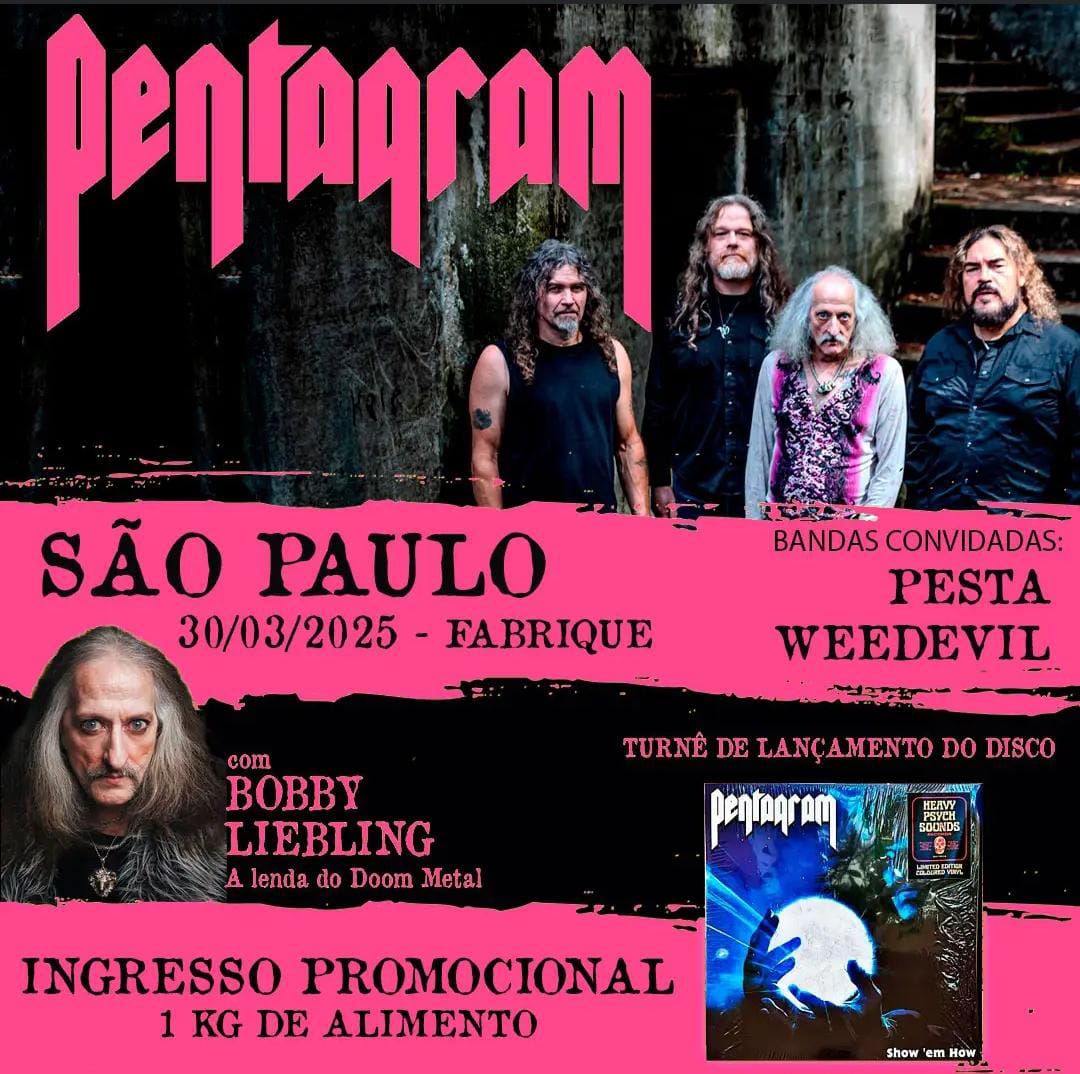 Pentagram
SÃO PAULO
30/03/2025 - FABRIQUE
BANDAS CONVIDADAS:
PESTA
WEEDEVIL
com
BOBBY
LIEBLING
A lenda do Doom Metal
TURNÊ DE LANÇAMENTO DO DISCO
Pentagram
HEAVY
PSYCH
SOUNDS
LIMITED EDITION
COLOURED VINYL
Show 'em How
INGRESSO PROMOCIONAL
1 KG DE ALIMENTO